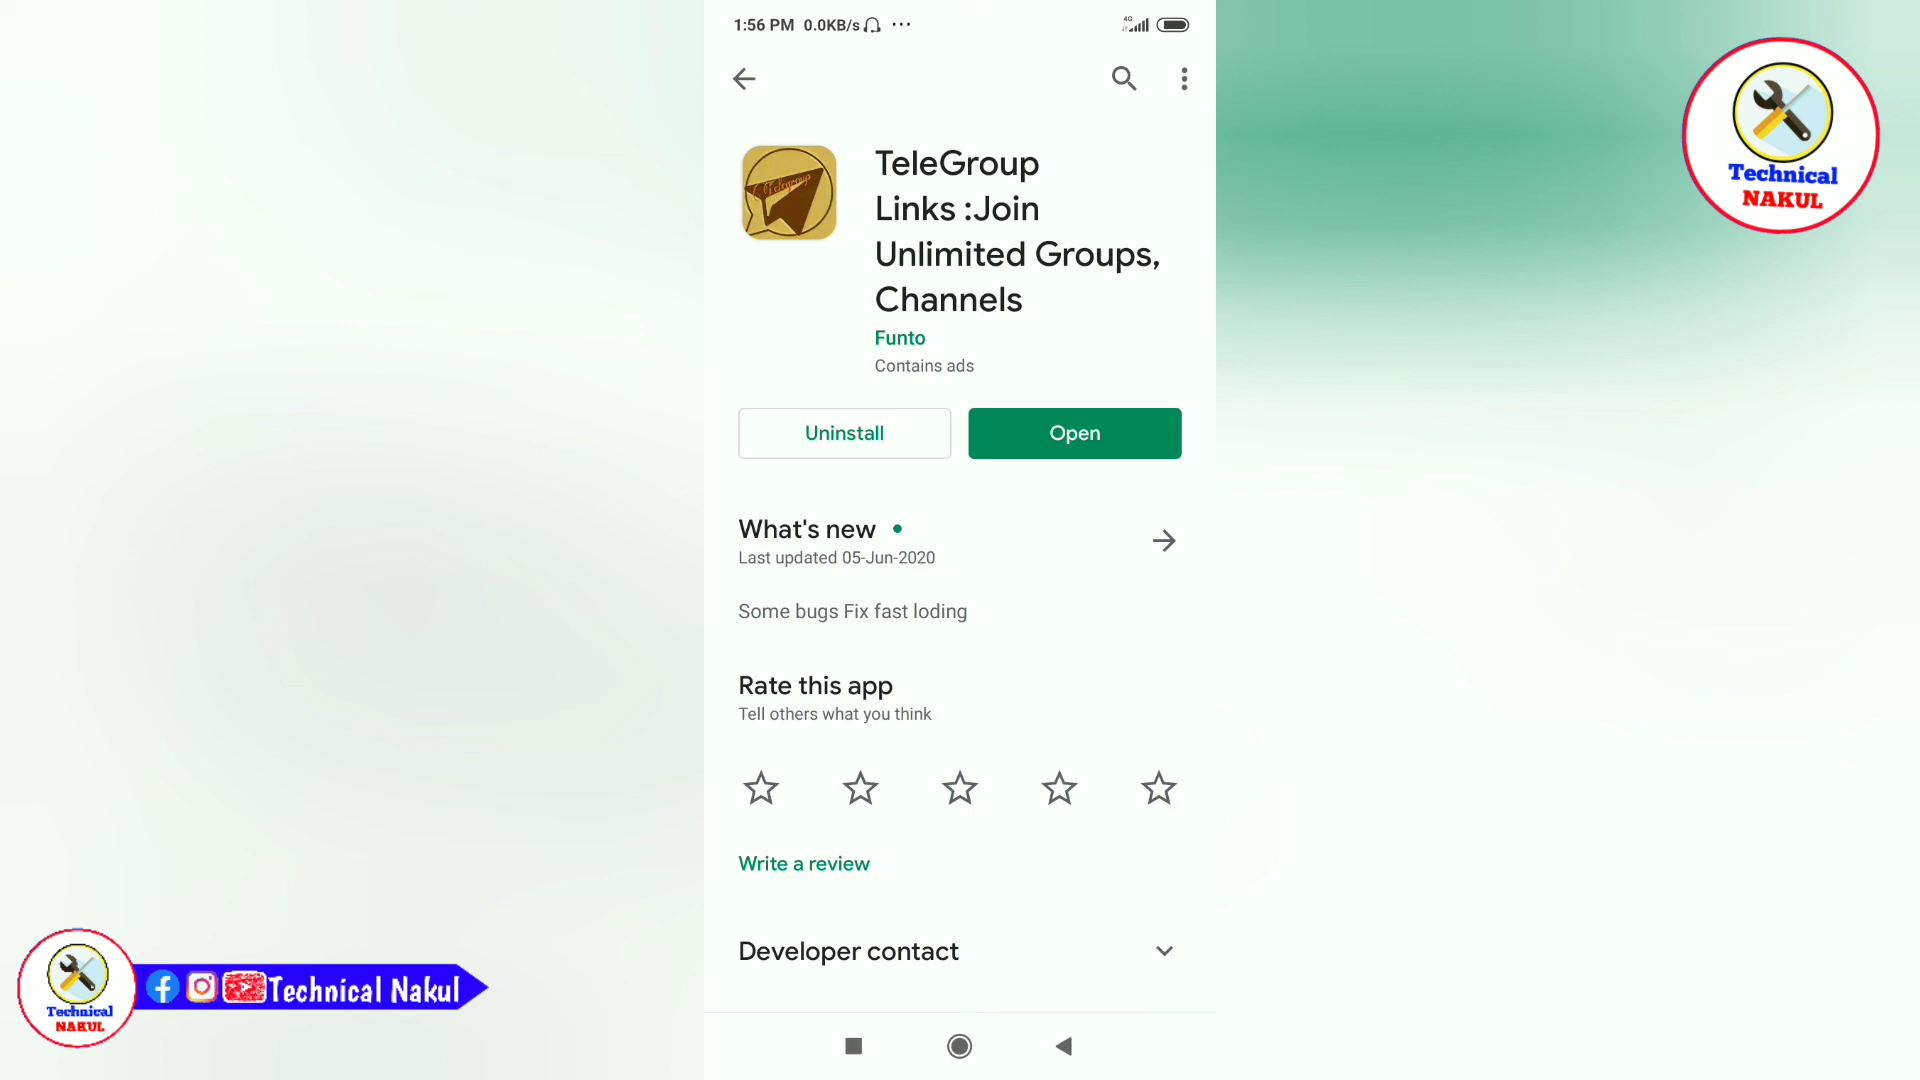 1:56 PM 0.0KB/s ... 4G
Technical
NAKUL
Telegroup
TeleGroup
Links :Join
Unlimited Groups,
Channels
Funto
Contains ads
Uninstall
Open
What's new
Last updated 05-Jun-2020
Some bugs Fix fast loding
Rate this app
Tell others what you think
Write a review
Developer contact
Technical Nakul
Technical
NAKUL